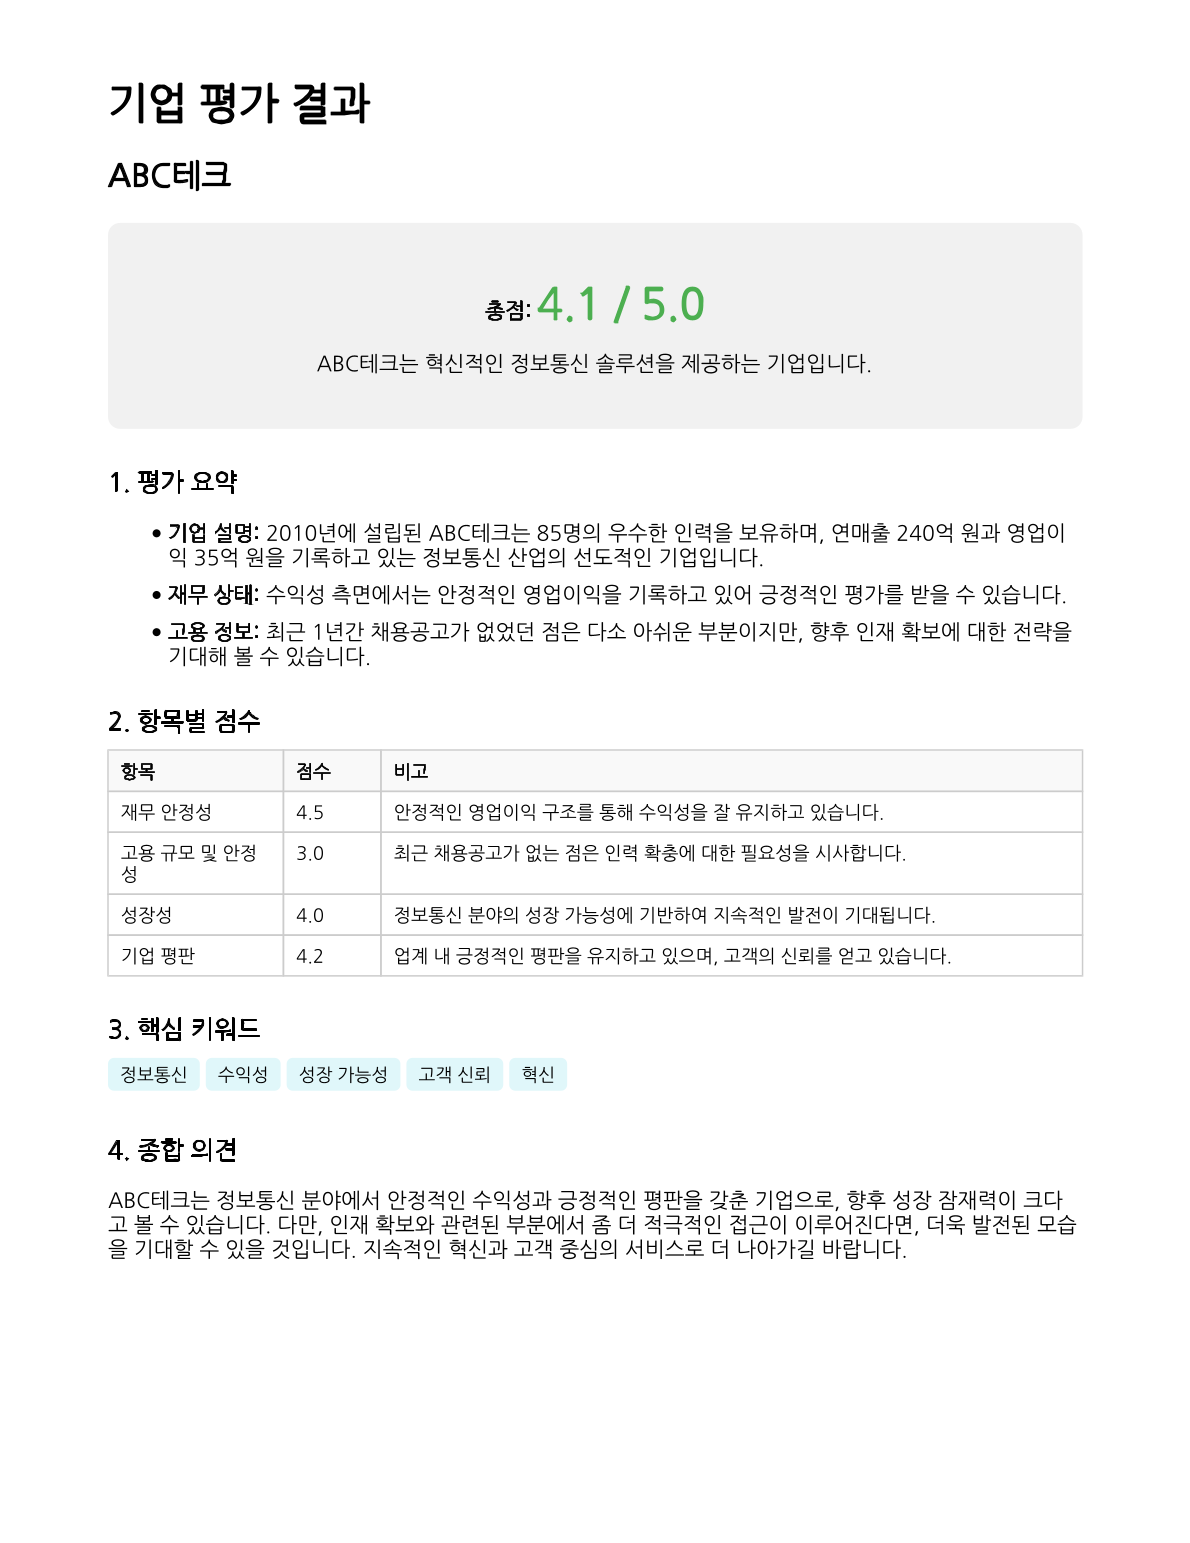 기업 평가 결과
ABC테크
총점: 4.1 / 5.0
ABC테크는 혁신적인 정보통신 솔루션을 제공하는 기업입니다.
1. 평가 요약
• 기업 설명: 2010년에 설립된 ABC테크는 85명의 우수한 인력을 보유하며, 연매출 240억 원과 영업이
익 35억 원을 기록하고 있는 정보통신 산업의 선도적인 기업입니다.
• 재무 상태: 수익성 측면에서는 안정적인 영업이익을 기록하고 있어 긍정적인 평가를 받을 수 있습니다.
• 고용 정보: 최근 1년간 채용공고가 없었던 점은 다소 아쉬운 부분이지만, 향후 인재 확보에 대한 전략을
기대해 볼 수 있습니다.
2. 항목별 점수
항목 점수 비고
재무 안정성 4.5 안정적인 영업이익 구조를 통해 수익성을 잘 유지하고 있습니다.
고용 규모 및 안정 3.0 최근 채용공고가 없는 점은 인력 확충에 대한 필요성을 시사합니다.
성
성장성 4.0 정보통신 분야의 성장 가능성에 기반하여 지속적인 발전이 기대됩니다.
기업 평판 4.2 업계 내 긍정적인 평판을 유지하고 있으며, 고객의 신뢰를 얻고 있습니다.
3. 핵심 키워드
정보통신 수익성 성장 가능성 고객 신뢰 혁신
4. 종합 의견
ABC테크는 정보통신 분야에서 안정적인 수익성과 긍정적인 평판을 갖춘 기업으로, 향후 성장 잠재력이 크다
고 볼 수 있습니다. 다만, 인재 확보와 관련된 부분에서 좀 더 적극적인 접근이 이루어진다면, 더욱 발전된 모습
을 기대할 수 있을 것입니다. 지속적인 혁신과 고객 중심의 서비스로 더 나아가길 바랍니다.